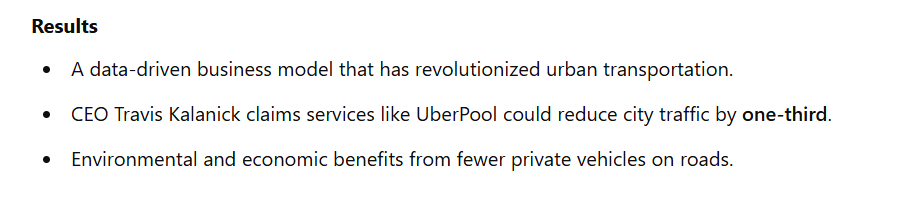 Results
• A data-driven business model that has revolutionized urban transportation.
• CEO Travis Kalanick claims services like UberPool could reduce city traffic by one-third.
• Environmental and economic benefits from fewer private vehicles on roads.